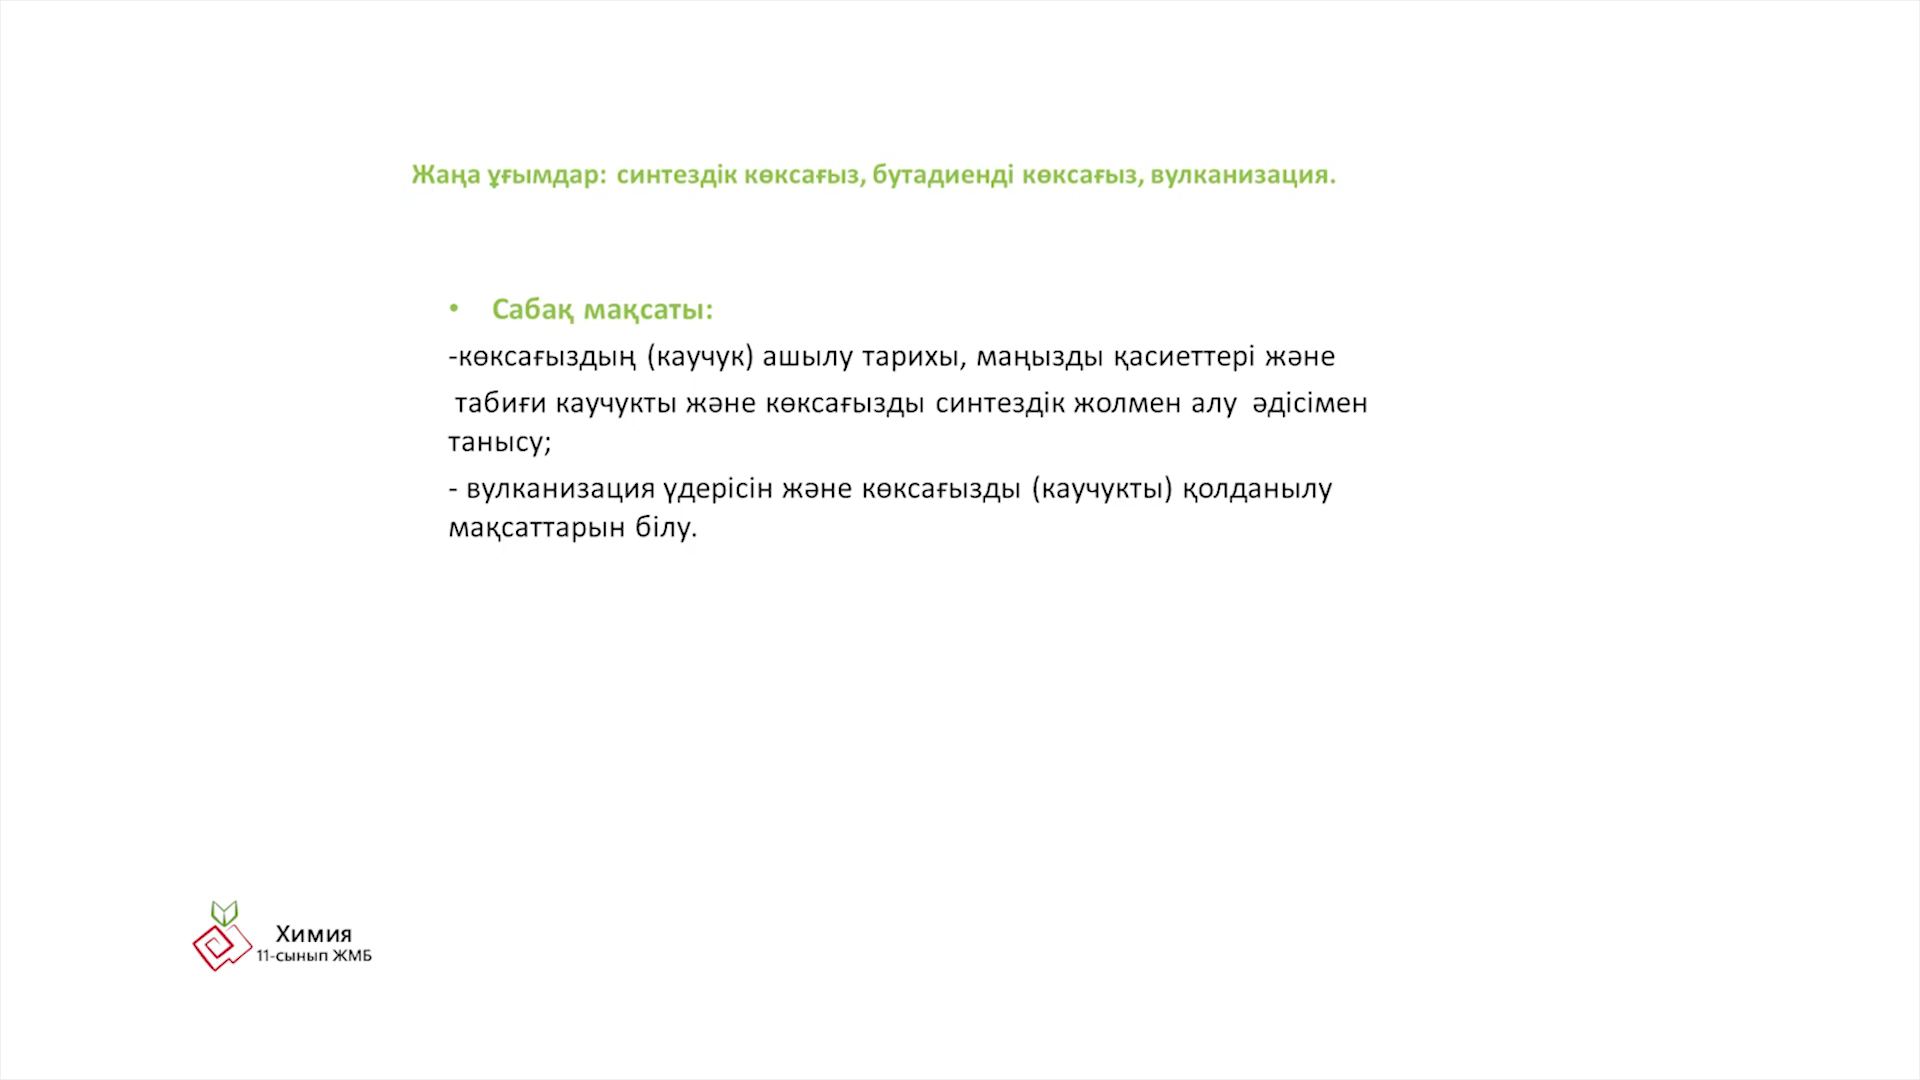 Жаңа ұғымдар: синтездік көксағыз, бутадиенді көксағыз, вулканизация.
• Сабақ мақсаты:
-көксағыздың (каучук) ашылу тарихы, маңызды қасиеттері және
табиғи каучукты және көксағызды синтездік жолмен алу әдісімен
танысу;
- вулканизация үдерісін және көксағызды (каучукты) қолданылу
мақсаттарын білу.
Химия
11-сынып ЖМБ